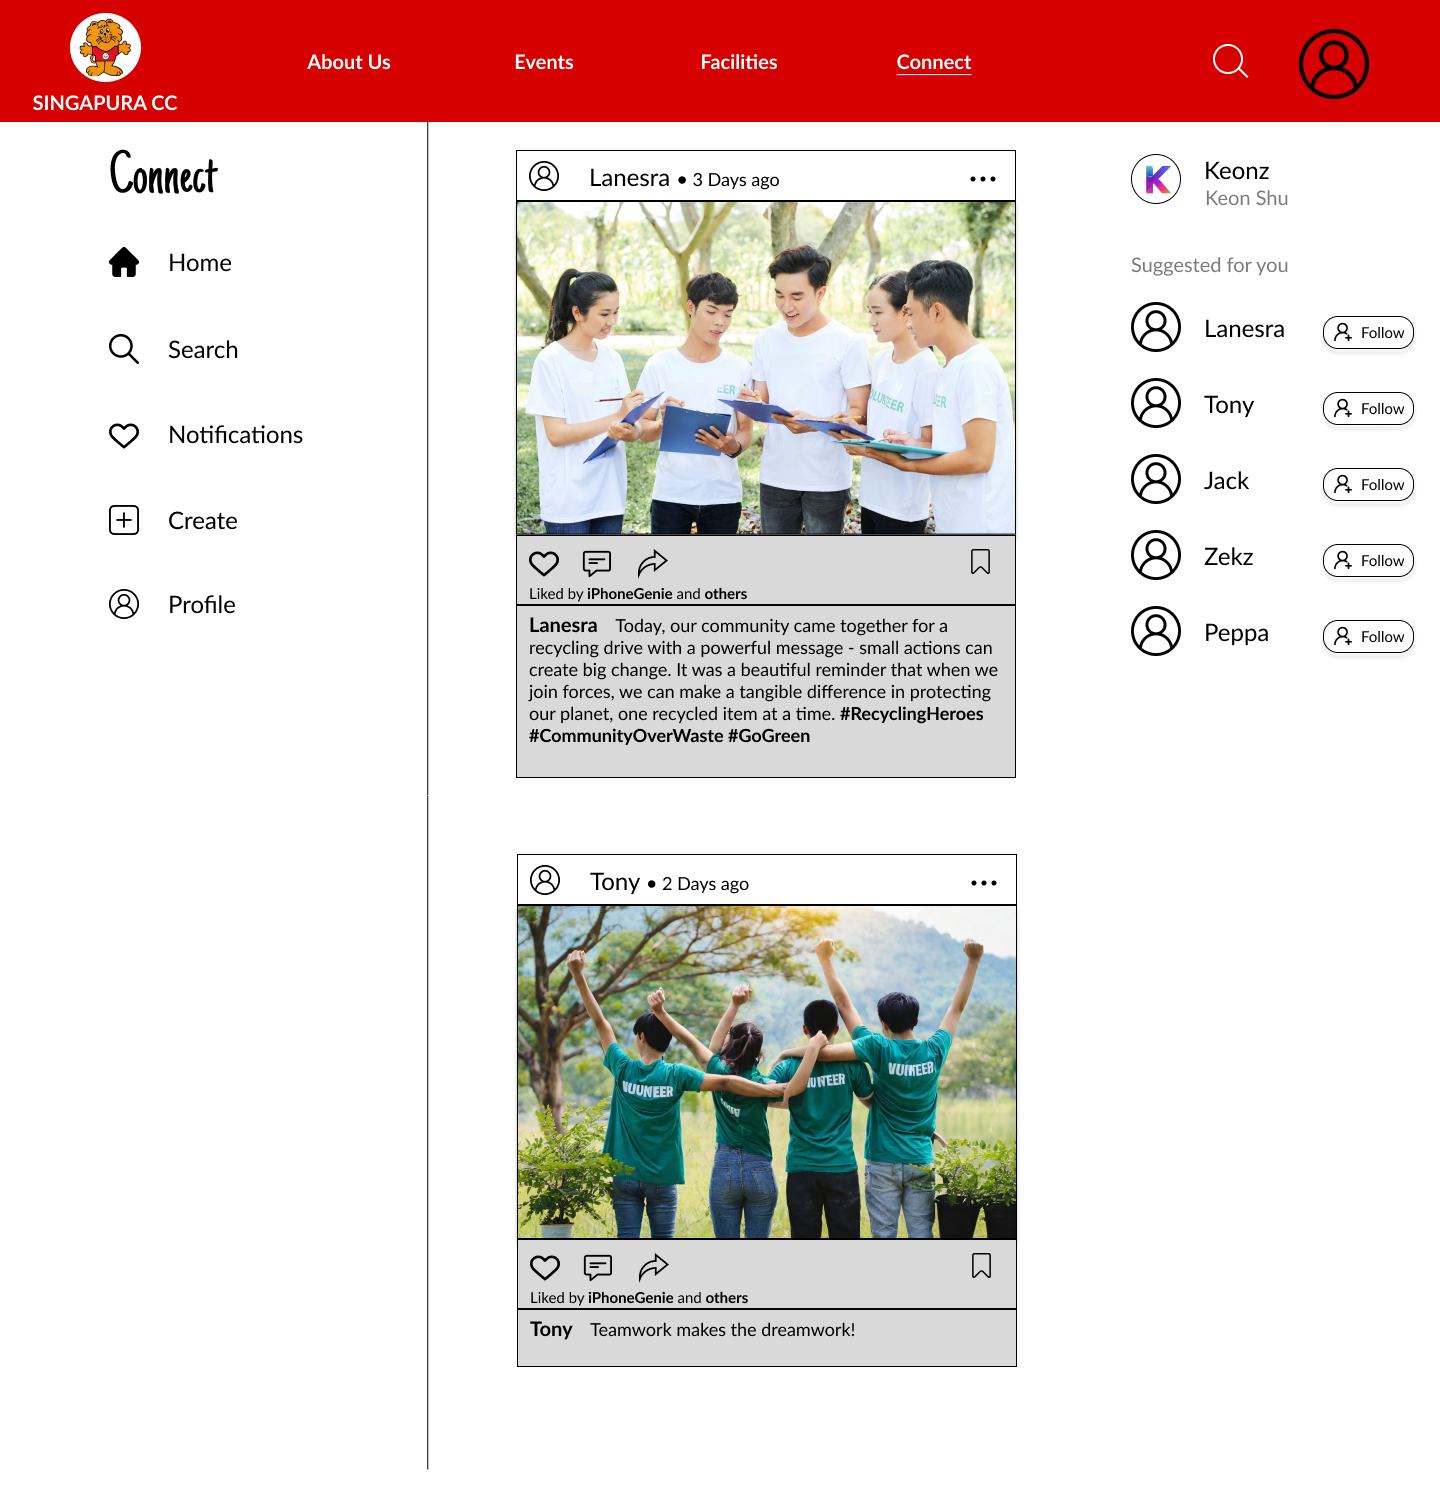 SINGAPURA CC
About Us
Events
Facilities
Connect
Connect
Home
Search
Notifications
Create
Profile
Lanesra • 3 Days ago
VOLUNTEER
Liked by iPhoneGenie and others
Lanesra Today, our community came together for a
recycling drive with a powerful message - small actions can
create big change. It was a beautiful reminder that when we
join forces, we can make a tangible difference in protecting
our planet, one recycled item at a time. #RecyclingHeroes
#CommunityOverWaste #GoGreen
Tony • 2 Days ago
Liked by iPhoneGenie and others
Tony Teamwork makes the dreamwork!
K
Keonz
Keon Shu
Suggested for you
Lanesra
Follow
Tony
Follow
Jack
Follow
Zekz
Follow
Peppa
Follow